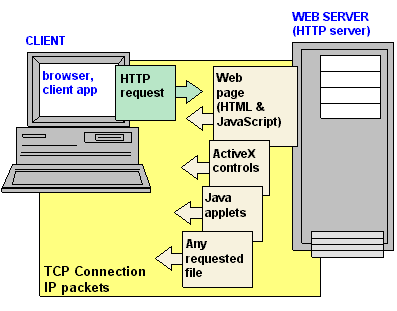 WEB SERVER
(HTTP server)
CLIENT
browser,
client app
HTTP
request
Web
page
(HTML &
JavaScript)
ActiveX
controls
Java
applets
Any
requested
file
TCP Connection
IP packets